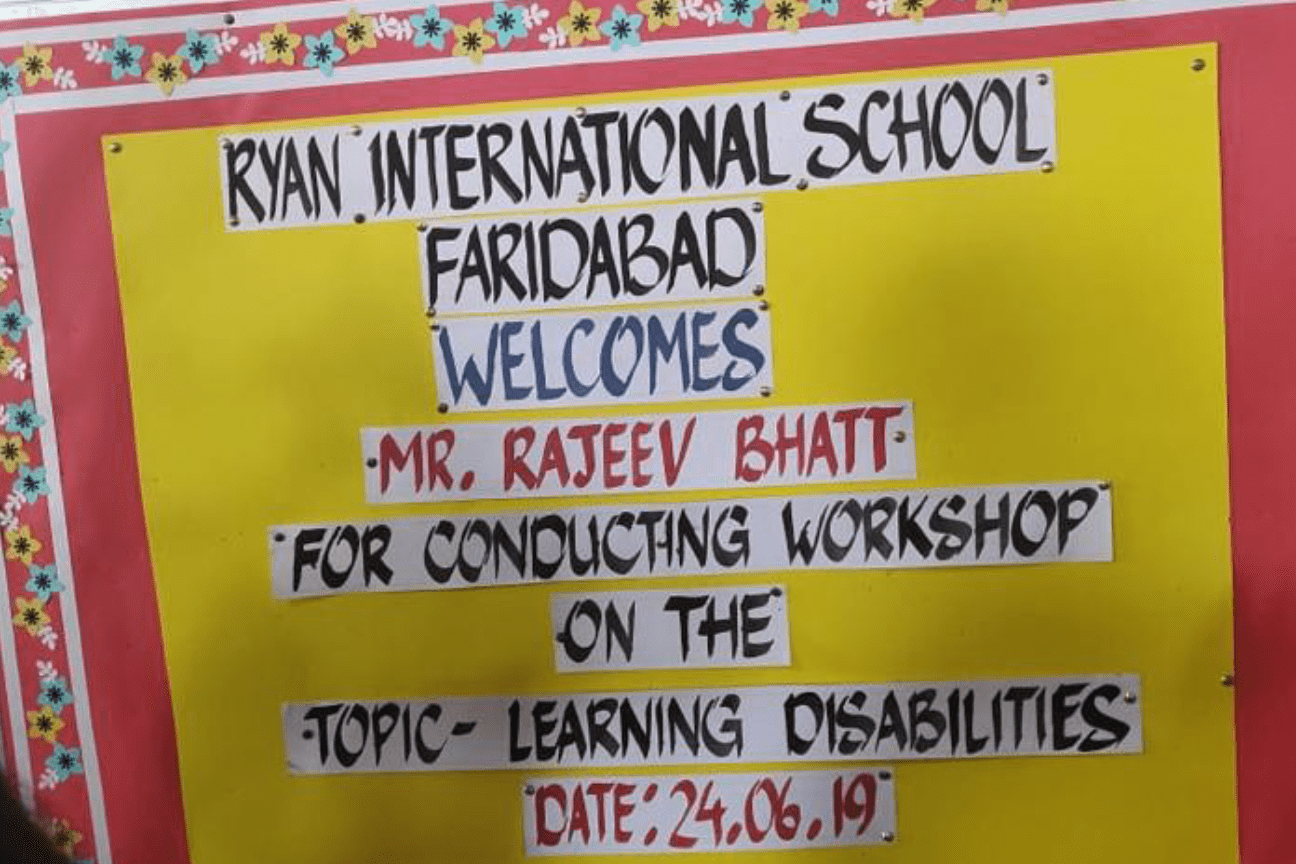 RYAN INTERNATIONAL SCHOOL
FARIDABAD
WELCOMES
MR. RAJEEV BHATT
FOR CONDUCTING WORKSHOP
ON THE
TOPIC- LEARNING DISABILITIES
DATE: 24.06.19